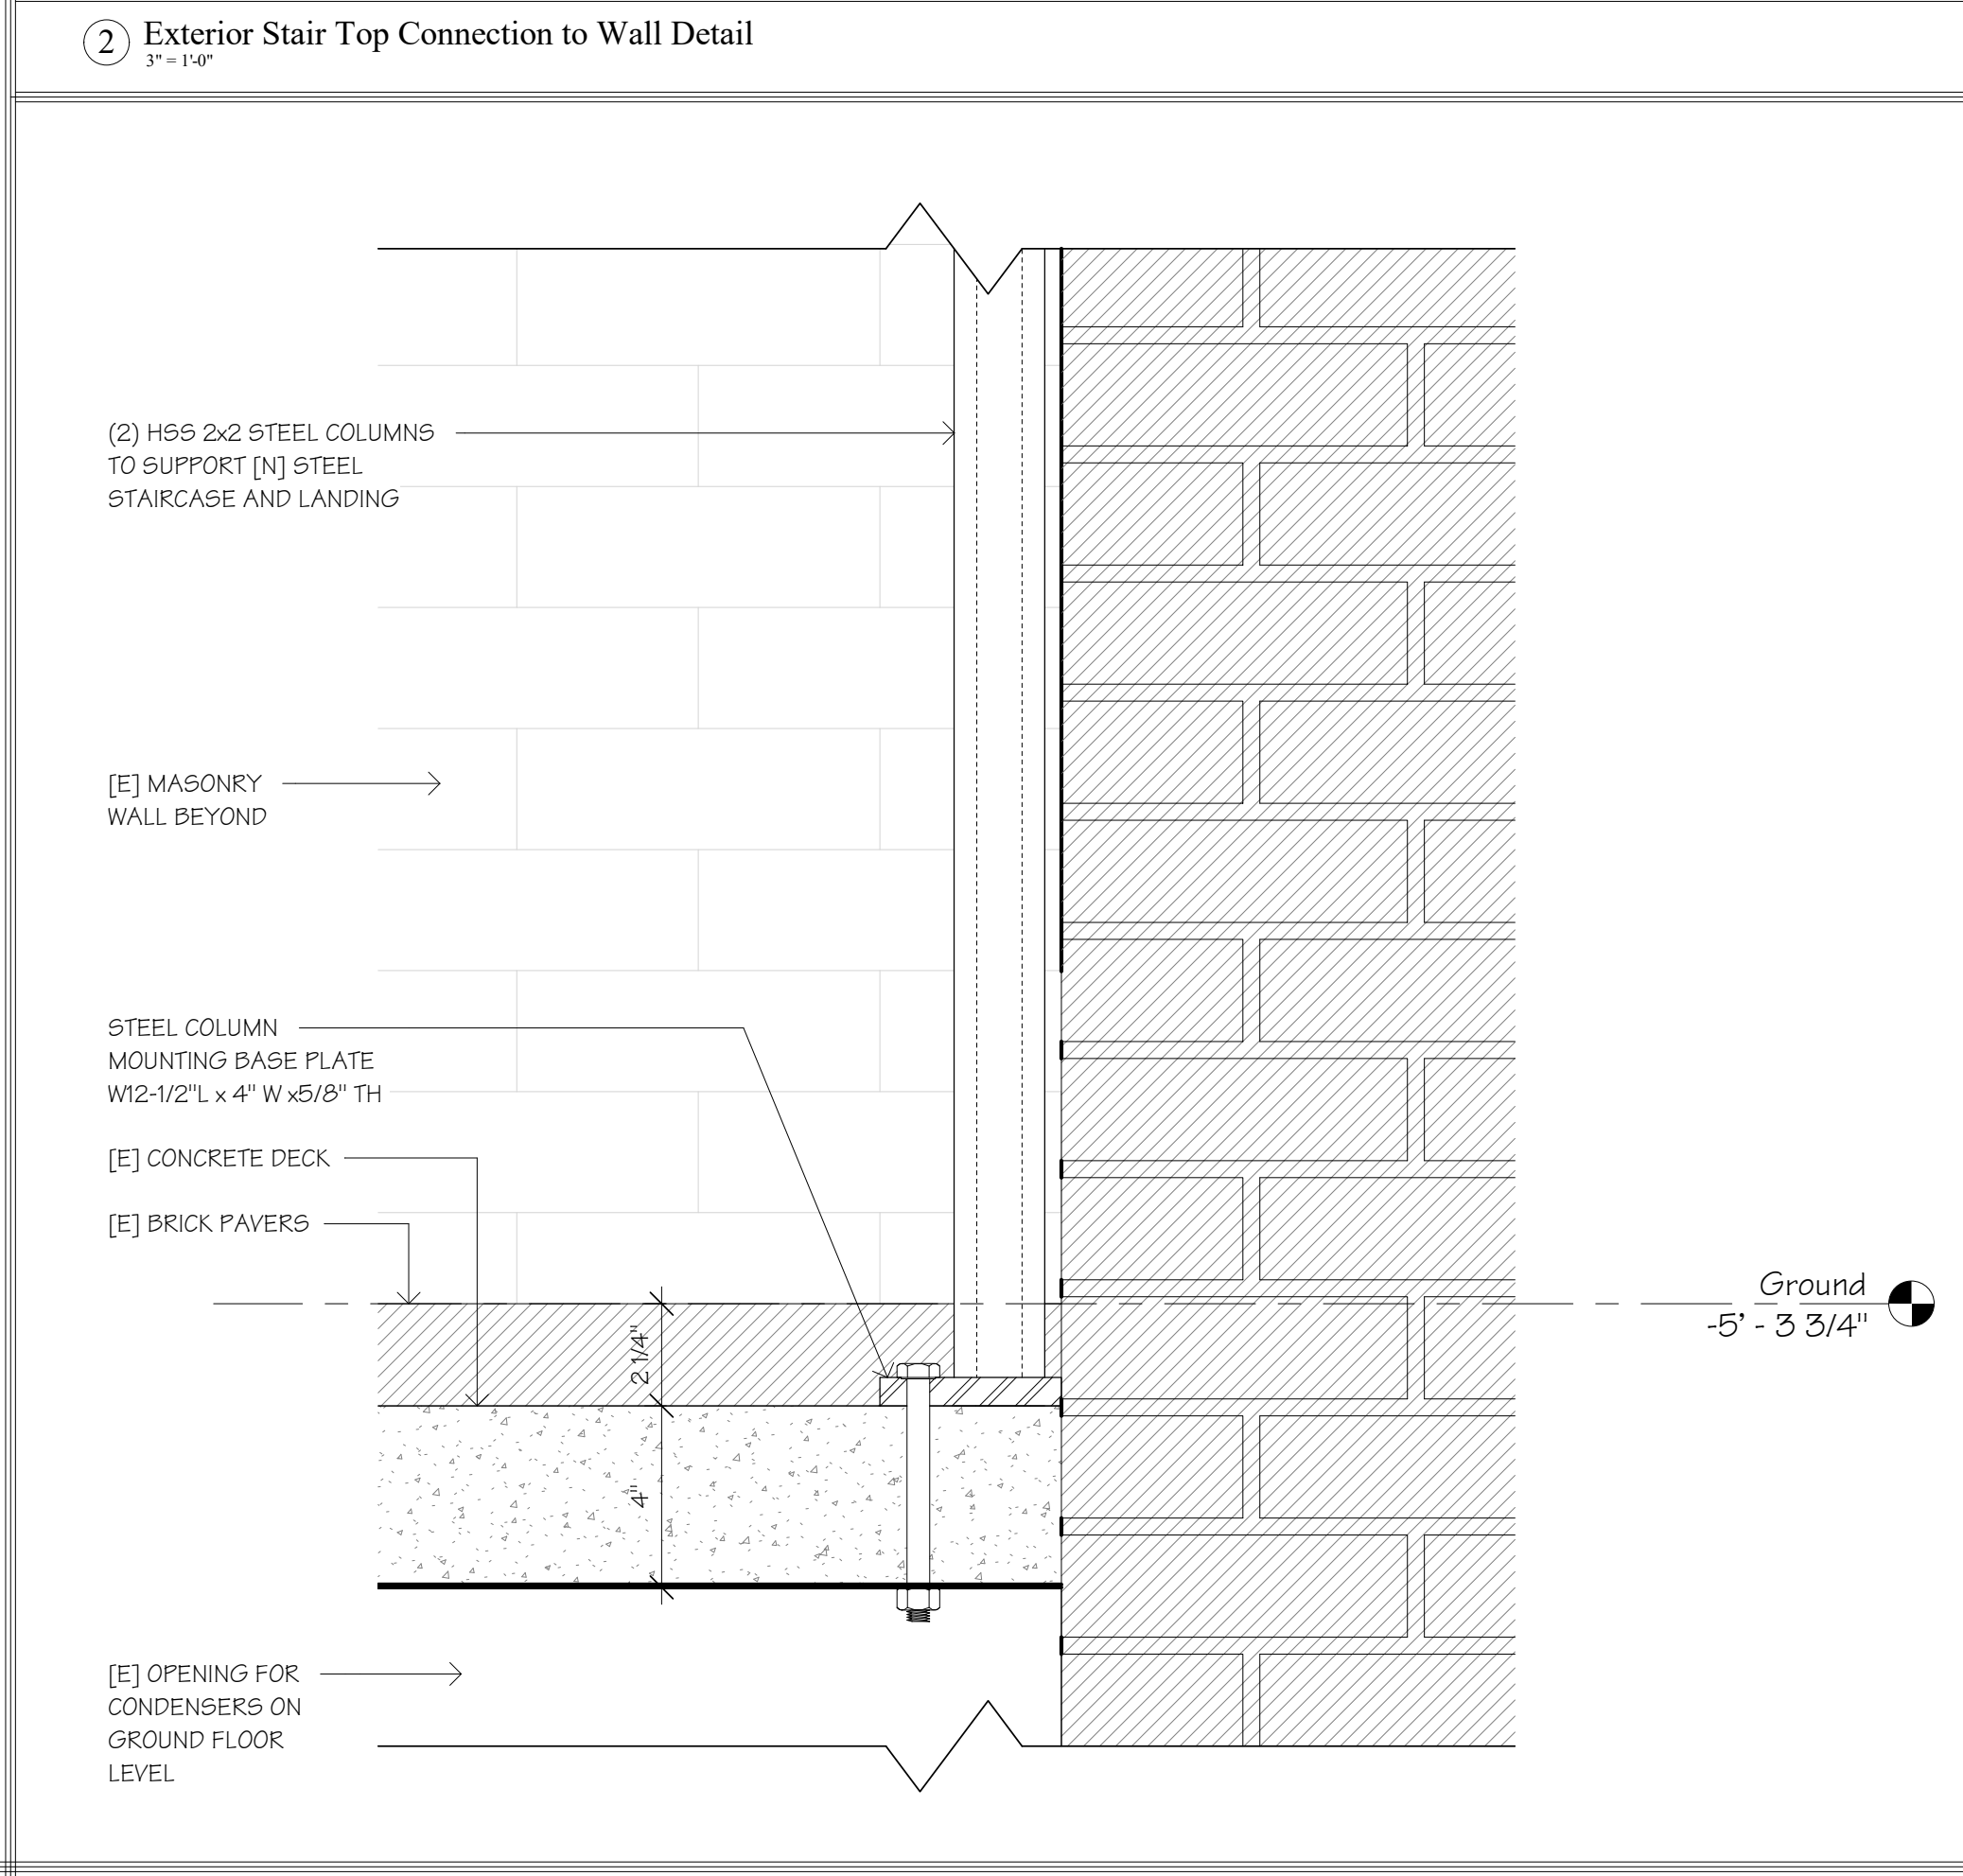 2 Exterior Stair Top Connection to Wall Detail
3" = 1'-0"
(2) HSS 2x2 STEEL COLUMNS
TO SUPPORT [N] STEEL
STAIRCASE AND LANDING
[E] MASONRY
WALL BEYOND
STEEL COLUMN
MOUNTING BASE PLATE
W12-1/2"L x 4" W x5/8" TH
[E] CONCRETE DECK
[E] BRICK PAVERS
Ground
-5' - 3 3/4"
2 1/4"
4"
[E] OPENING FOR
CONDENSERS ON
GROUND FLOOR
LEVEL